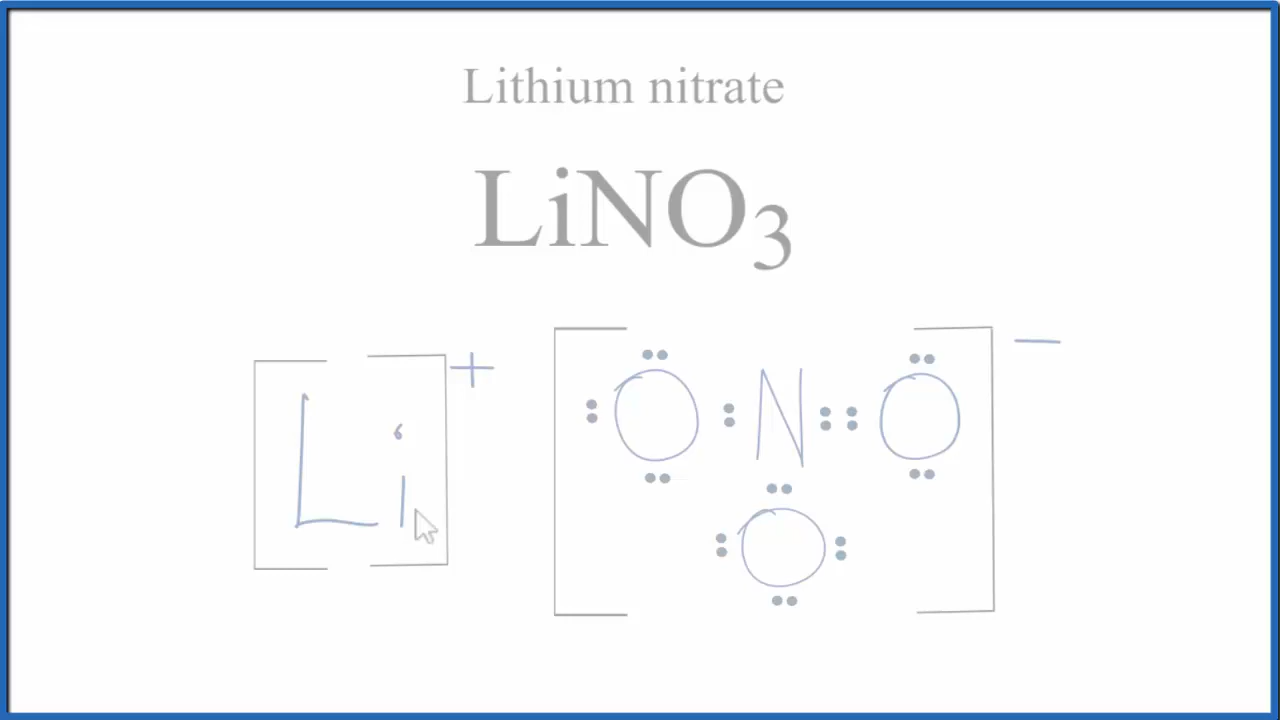 Lithium nitrate
LiNO₃
Li + O N O −
O